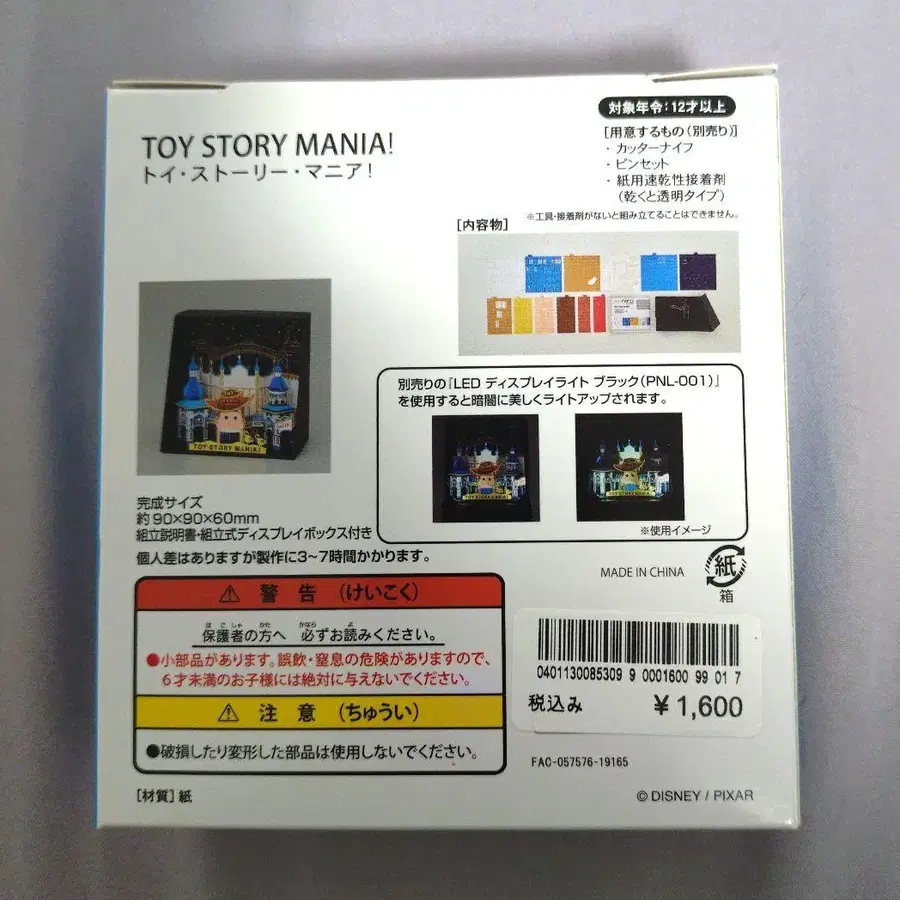 TOY STORY MANIA!
トイ・ストーリー・マニア!
対象年令:12才以上
[用意するもの(別売り)]
・カッターナイフ
・ピンセット
・紙用速乾性接着剤
(乾くと透明タイプ)
※工具・接着剤がないと組み立てることはできません。
[内容物]
TOY STORY MANIA!
別売りの『LED ディスプレイライト ブラック(PNL-001)』
を使用すると暗闇に美しくライトアップされます。
TOY STORY MANIA!
TOY STORY MANIA!
※使用イメージ
完成サイズ
約90×90×60mm
組立説明書・組立式ディスプレイボックス付き
個人差はありますが製作に3~7時間かかります。
MADE IN CHINA
紙
箱
⚠ 警告 (けいこく)
保護者の方へ 必ずお読みください。
●小部品があります。誤飲・窒息の危険がありますので、
6才未満のお子様には絶対に与えないでください。
⚠ 注意 (ちゅうい)
●破損したり変形した部品は使用しないでください。
0401130085309 9 0001600 99 01 7
税込み ¥1,600
FAC-057576-19165
[材質]紙
© DISNEY / PIXAR